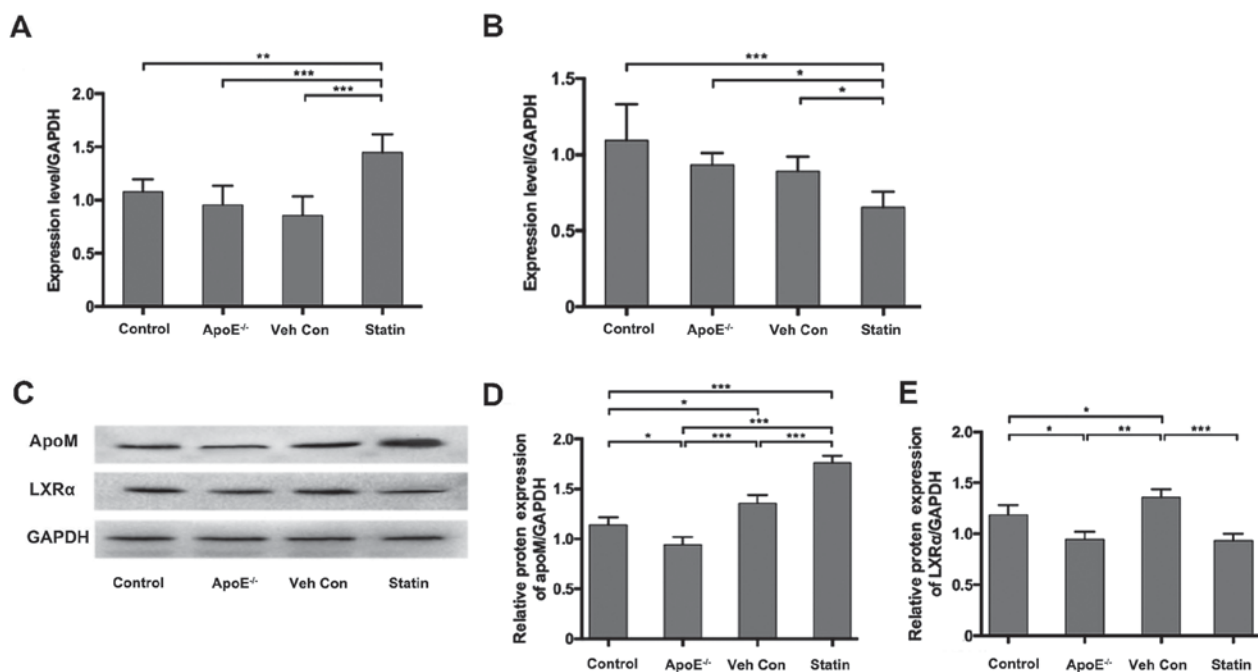 A
**
***
***
Expression level/GAPDH
2.0
1.5
1.0
0.5
0
Control ApoE-/- Veh Con Statin
B
***
*
*
Expression level/GAPDH
1.5
1.0
0.5
0
Control ApoE-/- Veh Con Statin
C
ApoM
LXRα
GAPDH
Control ApoE-/- Veh Con Statin
D
***
*
***
* *** ***
Relative proten expression
of apoM/GAPDH
2.0
1.5
1.0
0.5
0
Control ApoE-/- Veh Con Statin
E
*
* ** ***
Relative proten expression
of LXRα/GAPDH
2.0
1.5
1.0
0.5
0
Control ApoE-/- Veh Con Statin